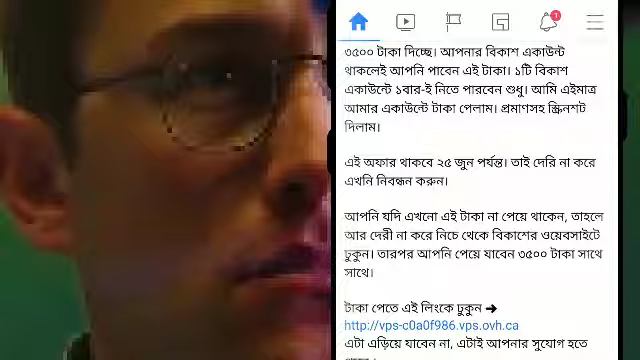 1
৩৫০০ টাকা দিচ্ছে। আপনার বিকাশ একাউন্ট
থাকলেই আপনি পাবেন এই টাকা। ১টি বিকাশ
একাউন্টে ১বার-ই নিতে পারবেন শুধু। আমি এইমাত্র
আমার একাউন্টে টাকা পেলাম। প্রমাণসহ স্ক্রিনশট
দিলাম।
এই অফার থাকবে ২৫ জুন পর্যন্ত। তাই দেরি না করে
এখনি নিবন্ধন করুন।
আপনি যদি এখনো এই টাকা না পেয়ে থাকেন, তাহলে
আর দেরী না করে নিচে থেকে বিকাশের ওয়েবসাইটে
ঢুকুন। তারপর আপনি পেয়ে যাবেন ৩৫০০ টাকা সাথে
সাথে।
টাকা পেতে এই লিংকে ঢুকুন ➔
http://vps-c0a0f986.vps.ovh.ca
এটা এড়িয়ে যাবেন না, এটাই আপনার সুযোগ হতে